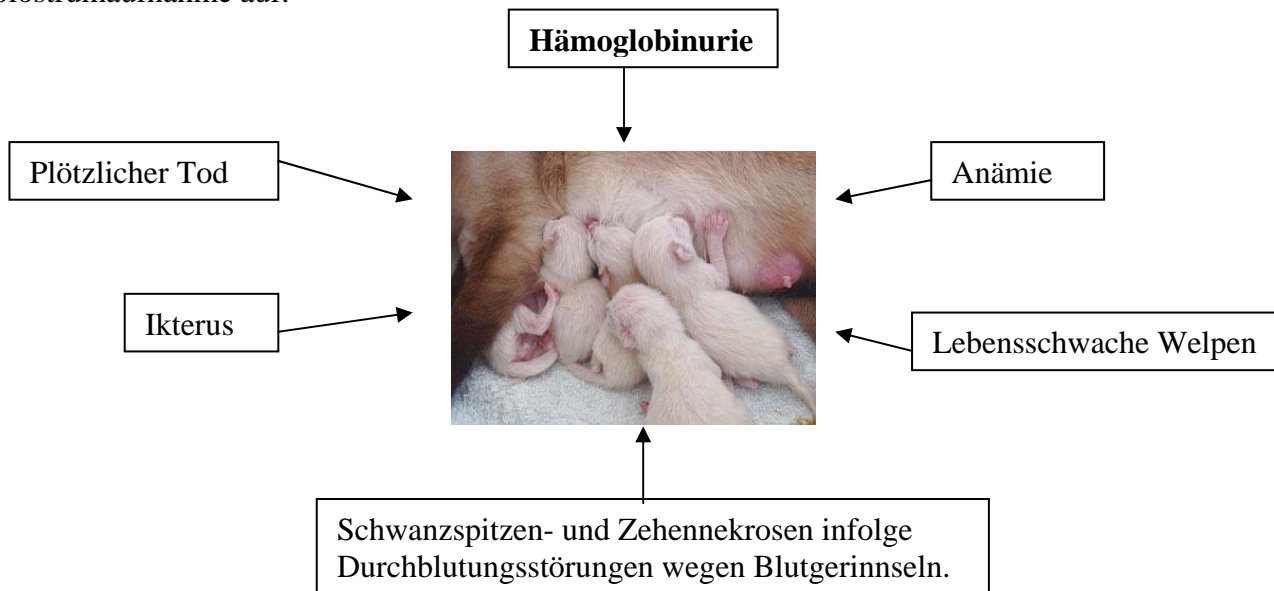 Hämoglobinurie
Plötzlicher Tod
Anämie
Ikterus
Lebensschwache Welpen
Schwanzspitzen- und Zehennekrosen infolge
Durchblutungsstörungen wegen Blutgerinnseln.